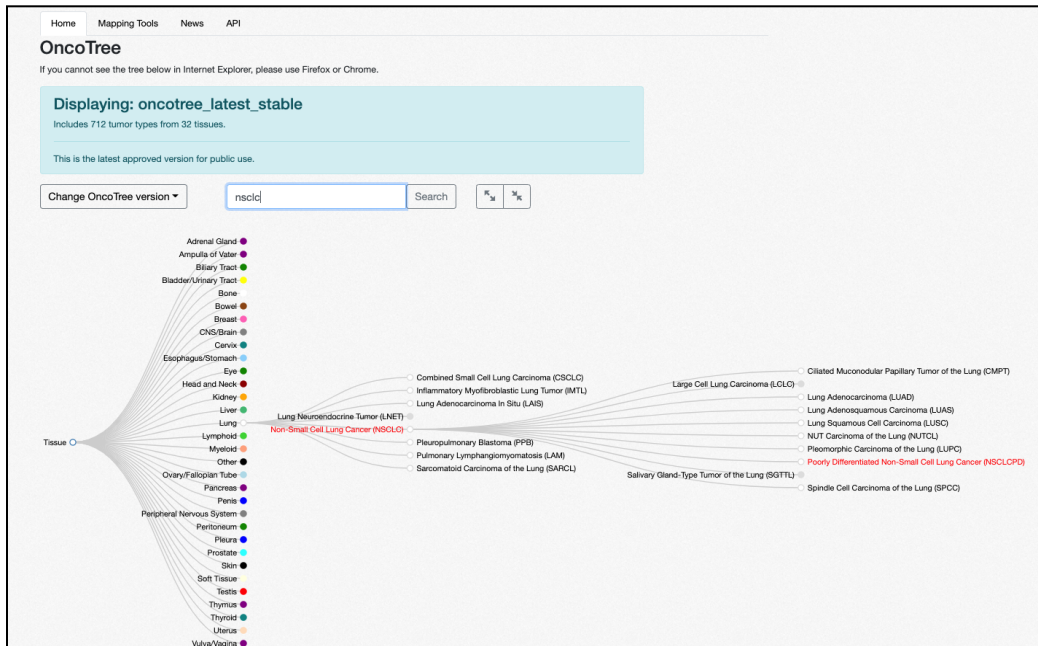 Home Mapping Tools News API
OncoTree
If you cannot see the tree below in Internet Explorer, please use Firefox or Chrome.
Displaying: oncotree_latest_stable
Includes 712 tumor types from 32 tissues.
This is the latest approved version for public use.
Change OncoTree version
nsclc
Search
Tissue
Adrenal Gland
Ampulla of Vater
Biliary Tract
Bladder/Urinary Tract
Bone
Bowel
Breast
CNS/Brain
Cervix
Esophagus/Stomach
Eye
Head and Neck
Kidney
Liver
Lung
Lymphoid
Myeloid
Other
Ovary/Fallopian Tube
Pancreas
Penis
Peripheral Nervous System
Peritoneum
Pleura
Prostate
Skin
Soft Tissue
Testis
Thymus
Thyroid
Uterus
Vulva/Vagina
Combined Small Cell Lung Carcinoma (CSCLC)
Inflammatory Myofibroblastic Lung Tumor (IMTL)
Lung Adenocarcinoma In Situ (LAIS)
Lung Neuroendocrine Tumor (LNET)
Non-Small Cell Lung Cancer (NSCLC)
Pleuropulmonary Blastoma (PPB)
Pulmonary Lymphangiomyomatosis (LAM)
Sarcomatoid Carcinoma of the Lung (SARCL)
Ciliated Muconodular Papillary Tumor of the Lung (CMPT)
Large Cell Lung Carcinoma (LCLC)
Lung Adenocarcinoma (LUAD)
Lung Adenosquamous Carcinoma (LUAS)
Lung Squamous Cell Carcinoma (LUSC)
NUT Carcinoma of the Lung (NUTCL)
Pleomorphic Carcinoma of the Lung (LUPC)
Poorly Differentiated Non-Small Cell Lung Cancer (NSCLCPD)
Salivary Gland-Type Tumor of the Lung (SGTTL)
Spindle Cell Carcinoma of the Lung (SPCC)